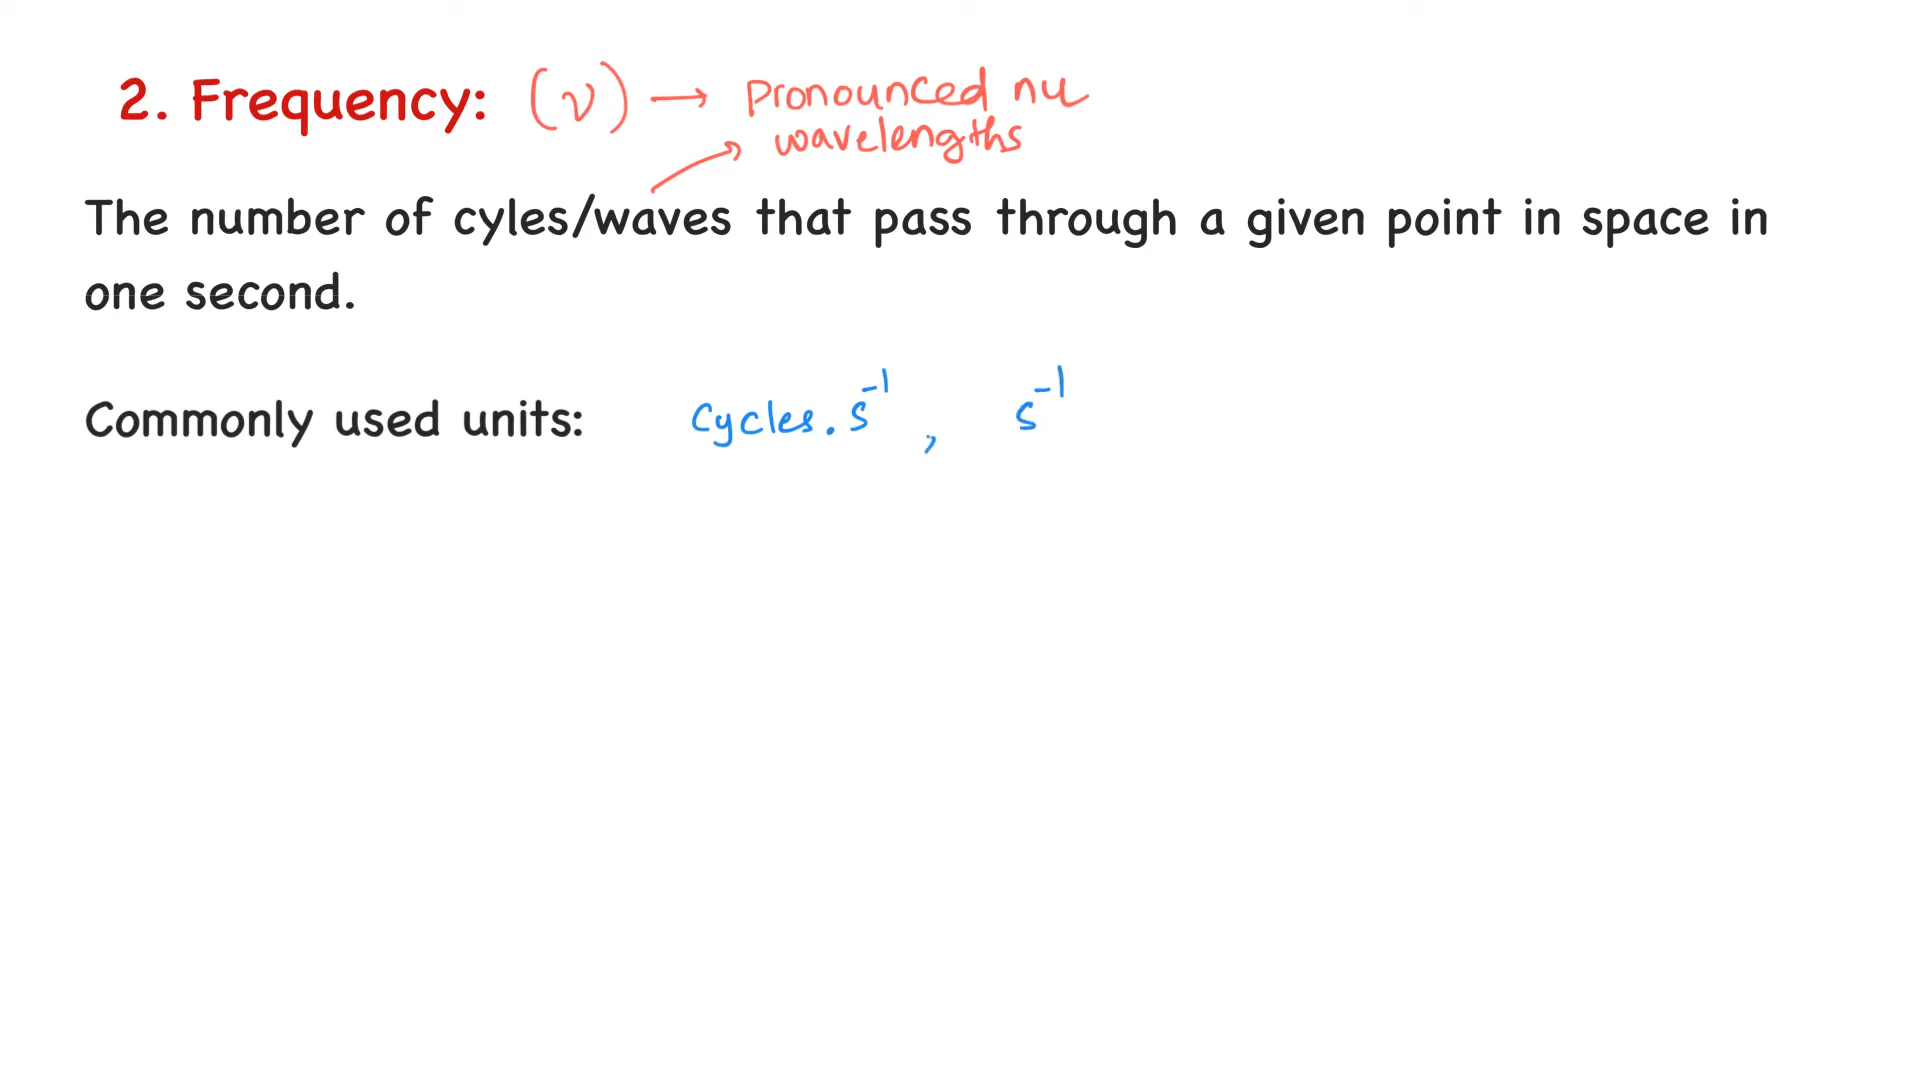 2. Frequency: (ν) → pronounced nu
wavelengths
The number of cyles/waves that pass through a given point in space in
one second.
Commonly used units: cycles. s⁻¹ , s⁻¹